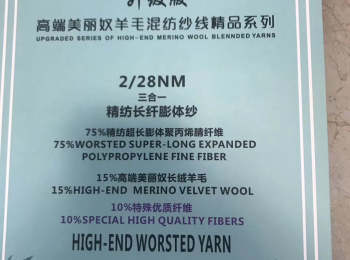 升级版
高端美丽奴羊毛混纺纱线精品系列
UPGRADED SERIES OF HIGH-END MERINO WOOL BLENNDED YARNS
2/28NM
三合一
精纺长纤膨体纱
75%精纺超长膨体聚丙烯腈纤维
75%WORSTED SUPER-LONG EXPANDED
POLYPROPYLENE FINE FIBER
15%高端美丽奴长绒羊毛
15%HIGH-END MERINO VELVET WOOL
10%特殊优质纤维
10%SPECIAL HIGH QUALITY FIBERS
HIGH-END WORSTED YARN